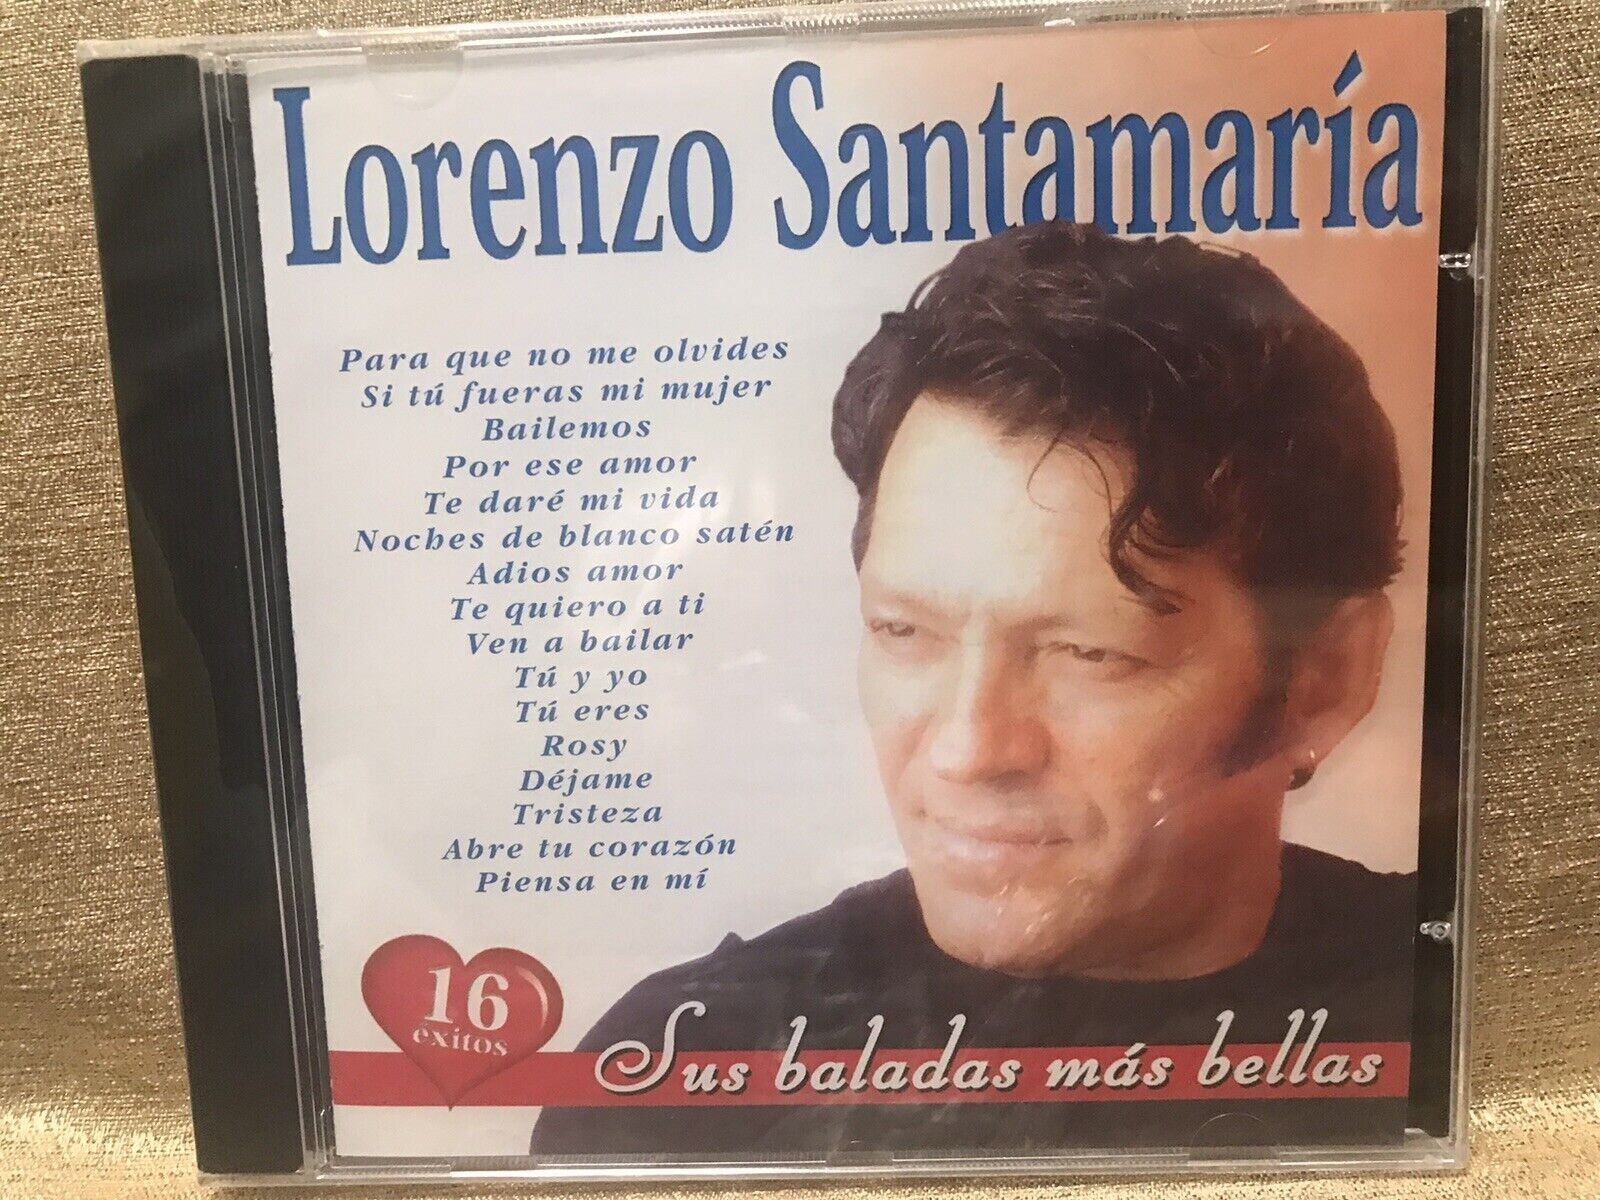 Lorenzo Santamaría
Para que no me olvides
Si tú fueras mi mujer
Bailemos
Por ese amor
Te daré mi vida
Noches de blanco satén
Adios amor
Te quiero a ti
Ven a bailar
Tú y yo
Tú eres
Rosy
Déjame
Tristeza
Abre tu corazón
Piensa en mí
16
éxitos
Sus baladas más bellas